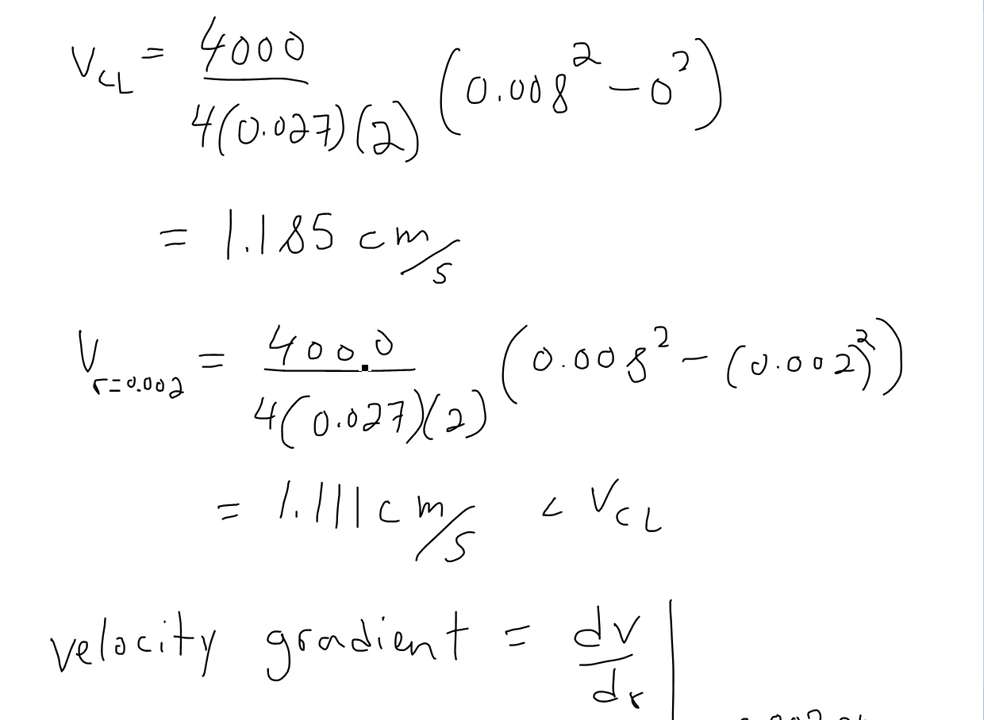 V_CL = 4000 / 4(0.027)(2) (0.008² - 0²)
= 1.185 cm/s
V_r=0.002 = 4000 / 4(0.027)(2) (0.008² - (0.002)²)
= 1.111 cm/s < V_CL
velocity gradient = dv/dr |